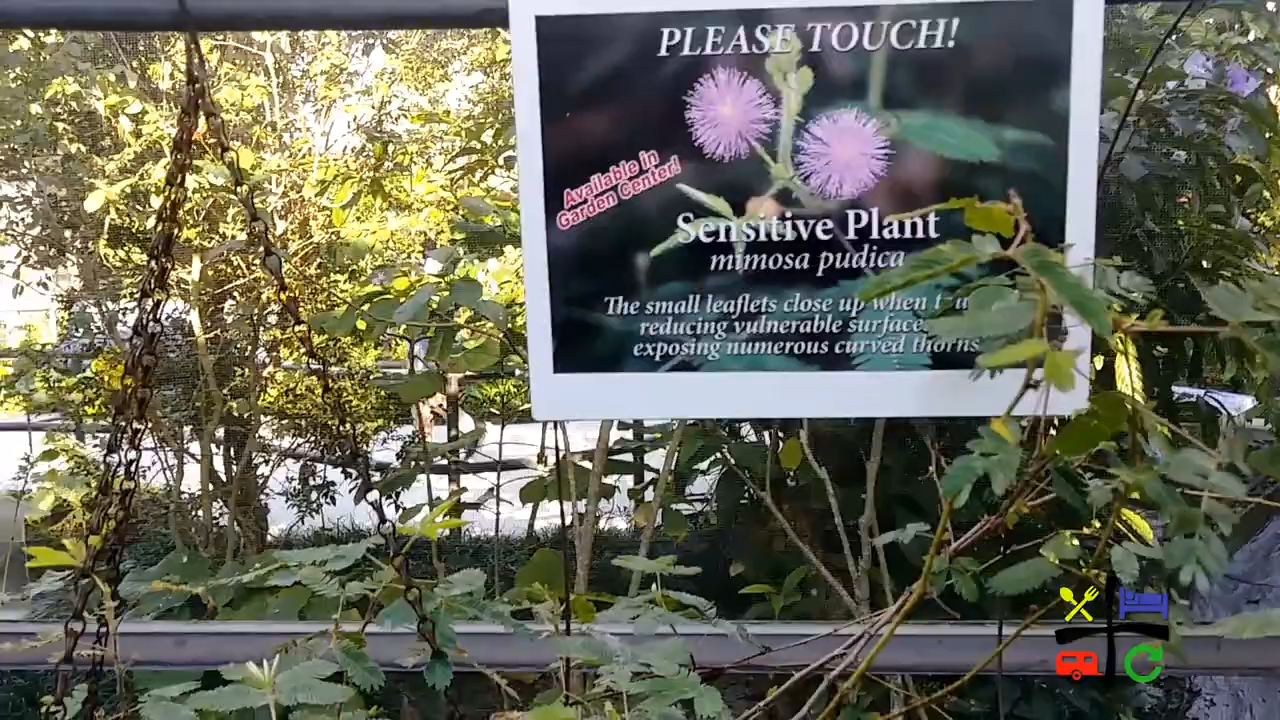 PLEASE TOUCH!
Available in
Garden Center!
Sensitive Plant
mimosa pudica
The small leaflets close up when
reducing vulnerable
exposing numerous curved thorns